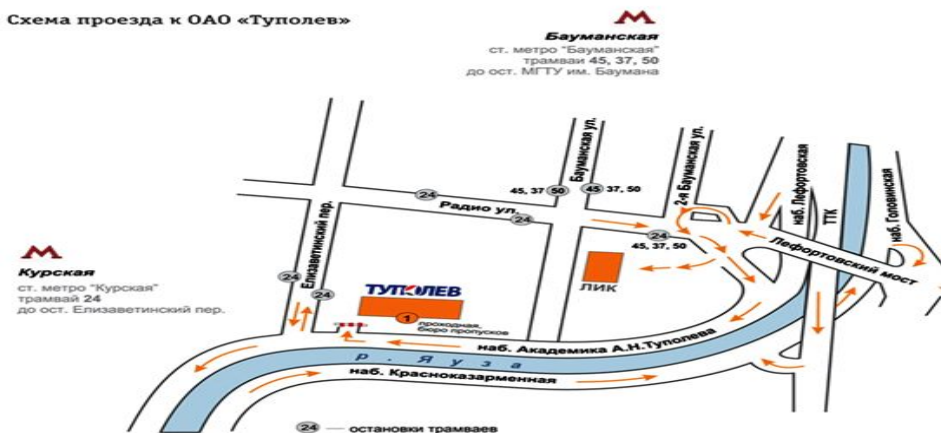 Схема проезда к ОАО «Туполев»
М
Бауманская
ст. метро "Бауманская"
трамваи 45, 37, 50
до ост. МГТУ им. Баумана
М
Курская
ст. метро "Курская"
трамвай 24
до ост. Елизаветинский пер.
Елизаветинский пер.
Радио ул.
Бауманская ул.
2-я Бауманская ул.
наб. Лефортовская
ТТК
наб. Головинская
Лефортовский мост
24
24
45, 37, 50
45, 37, 50
24
45, 37, 50
24
24
ЛИК
ТУПОЛЕВ
1
проходная,
бюро пропусков
наб. Академика А.Н.Туполева
р. Яуза
наб. Красноказарменная
24 — остановки трамваев